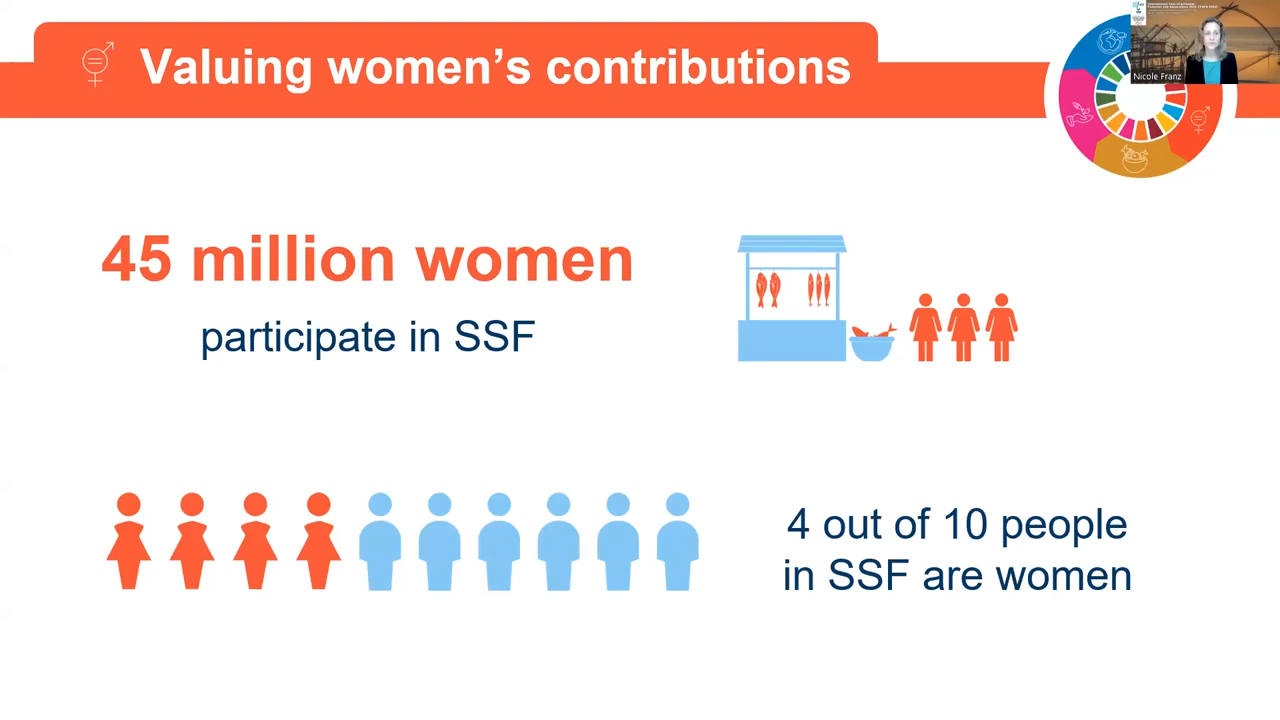 Valuing women's contributions
Nicole Franz
45 million women
participate in SSF
4 out of 10 people
in SSF are women